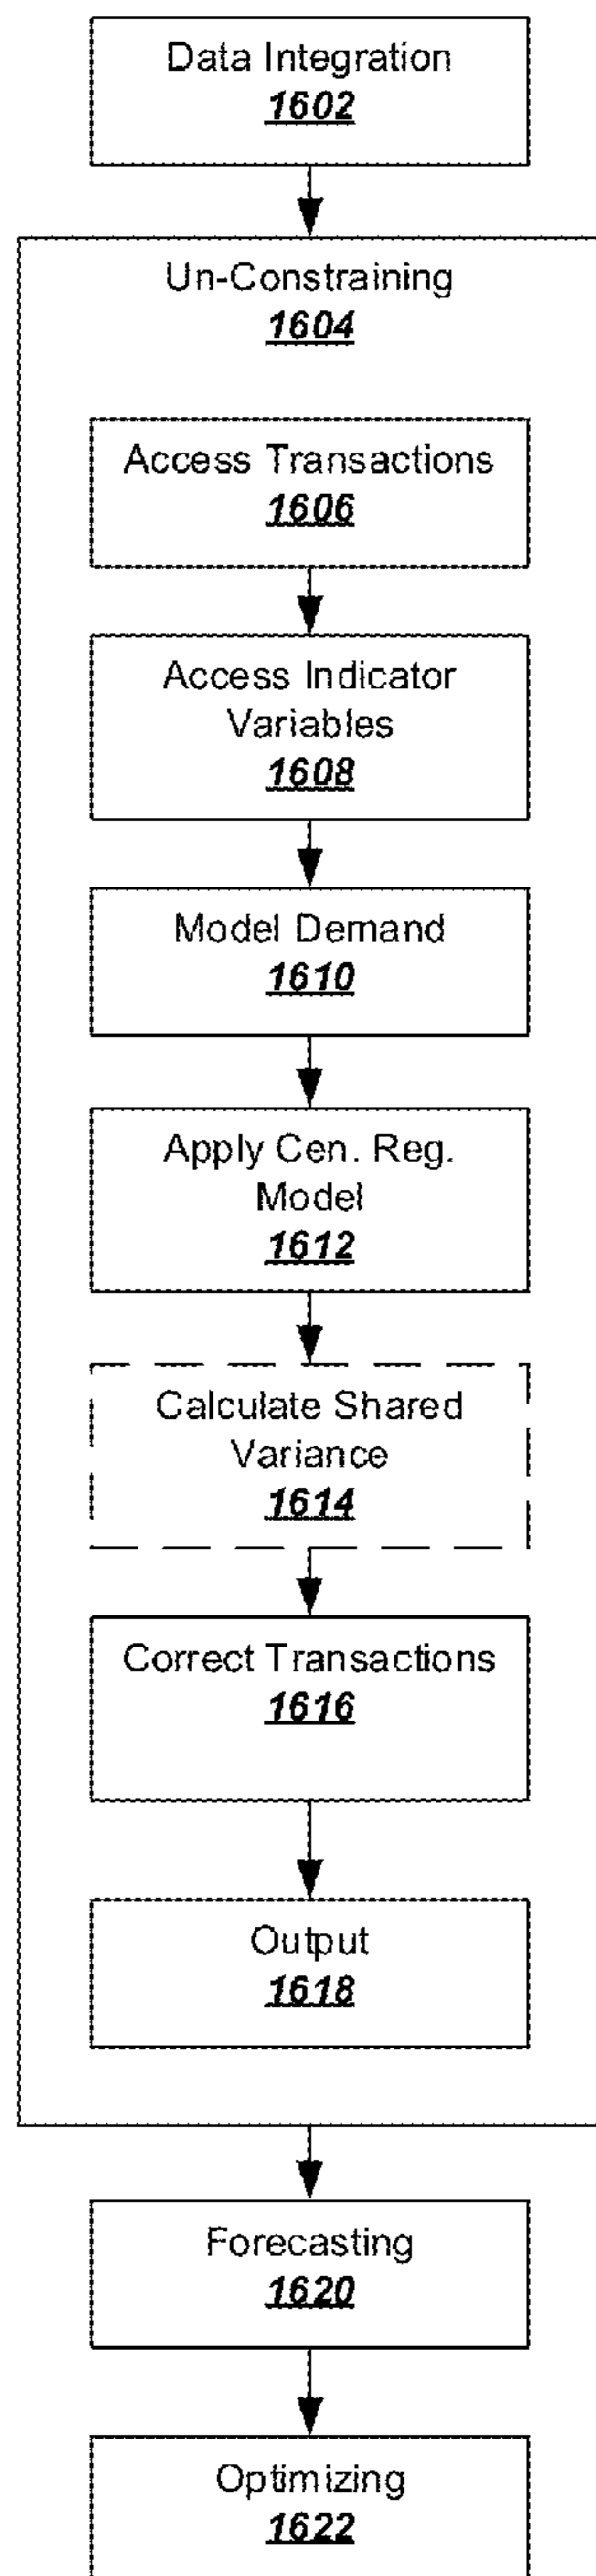 Data Integration
1602
Un-Constraining
1604
Access Transactions
1606
Access Indicator
Variables
1608
Model Demand
1610
Apply Cen. Reg.
Model
1612
Calculate Shared
Variance
1614
Correct Transactions
1616
Output
1618
Forecasting
1620
Optimizing
1622